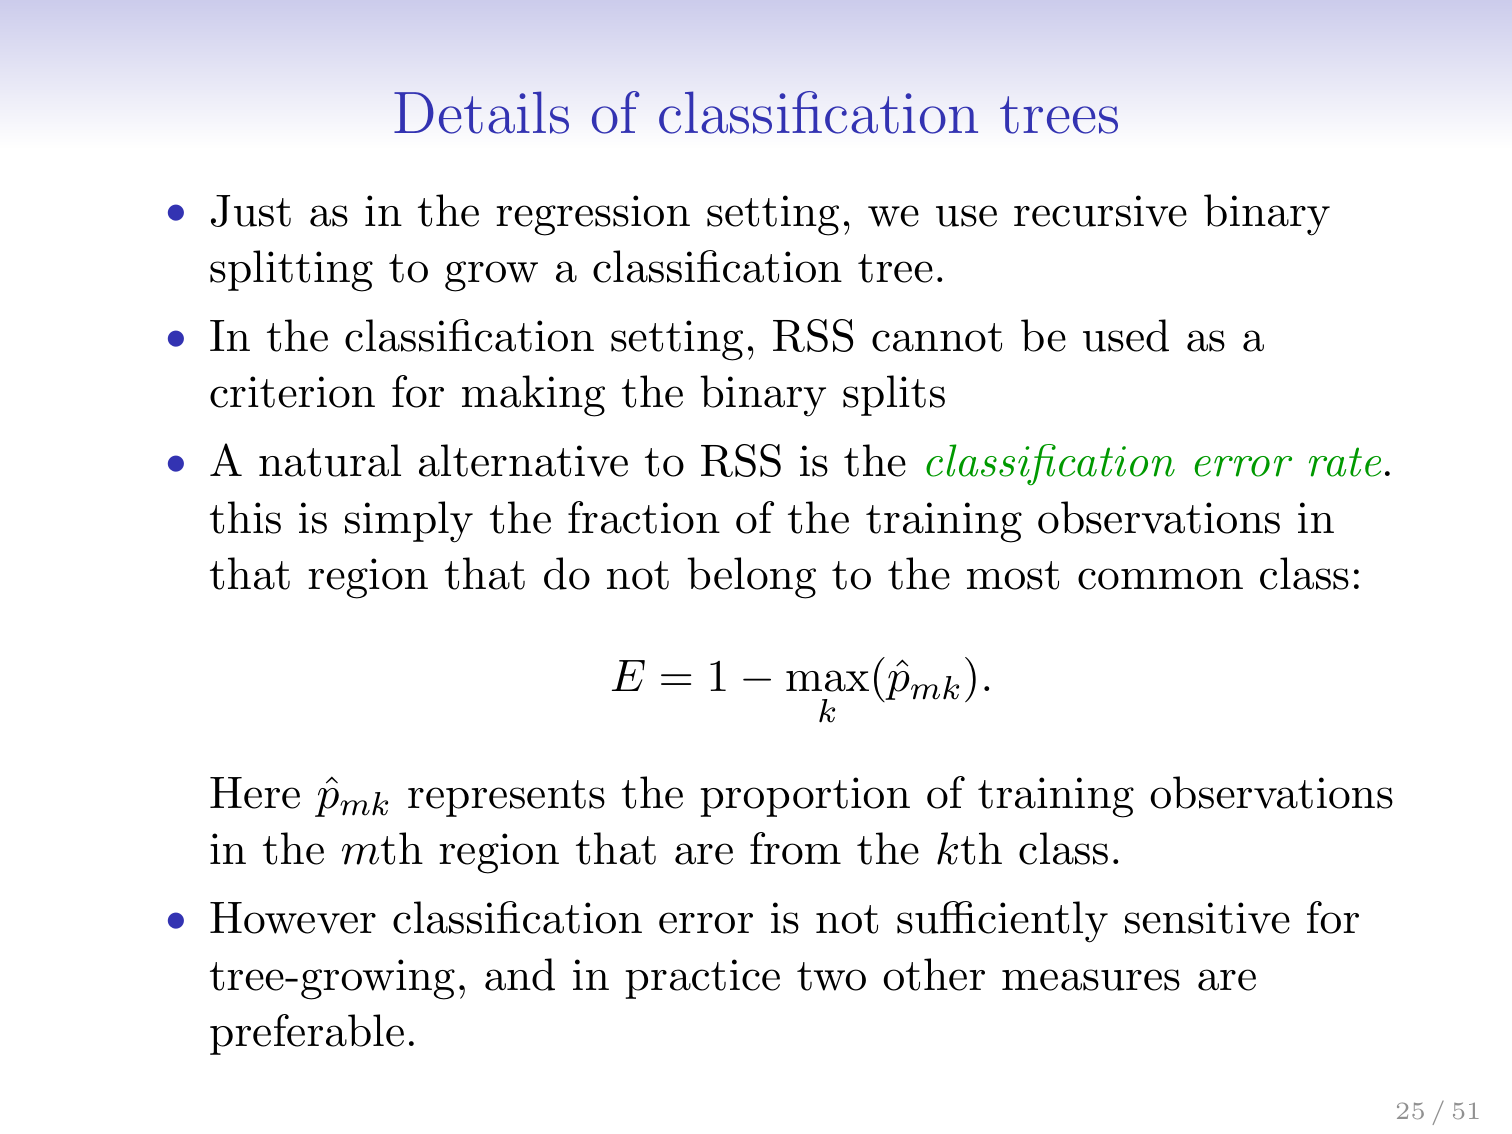 Details of classification trees
• Just as in the regression setting, we use recursive binary
splitting to grow a classification tree.
• In the classification setting, RSS cannot be used as a
criterion for making the binary splits
• A natural alternative to RSS is the classification error rate.
this is simply the fraction of the training observations in
that region that do not belong to the most common class:
E = 1 − max(p̂mk).
k
Here p̂mk represents the proportion of training observations
in the mth region that are from the kth class.
• However classification error is not sufficiently sensitive for
tree-growing, and in practice two other measures are
preferable.
25 / 51